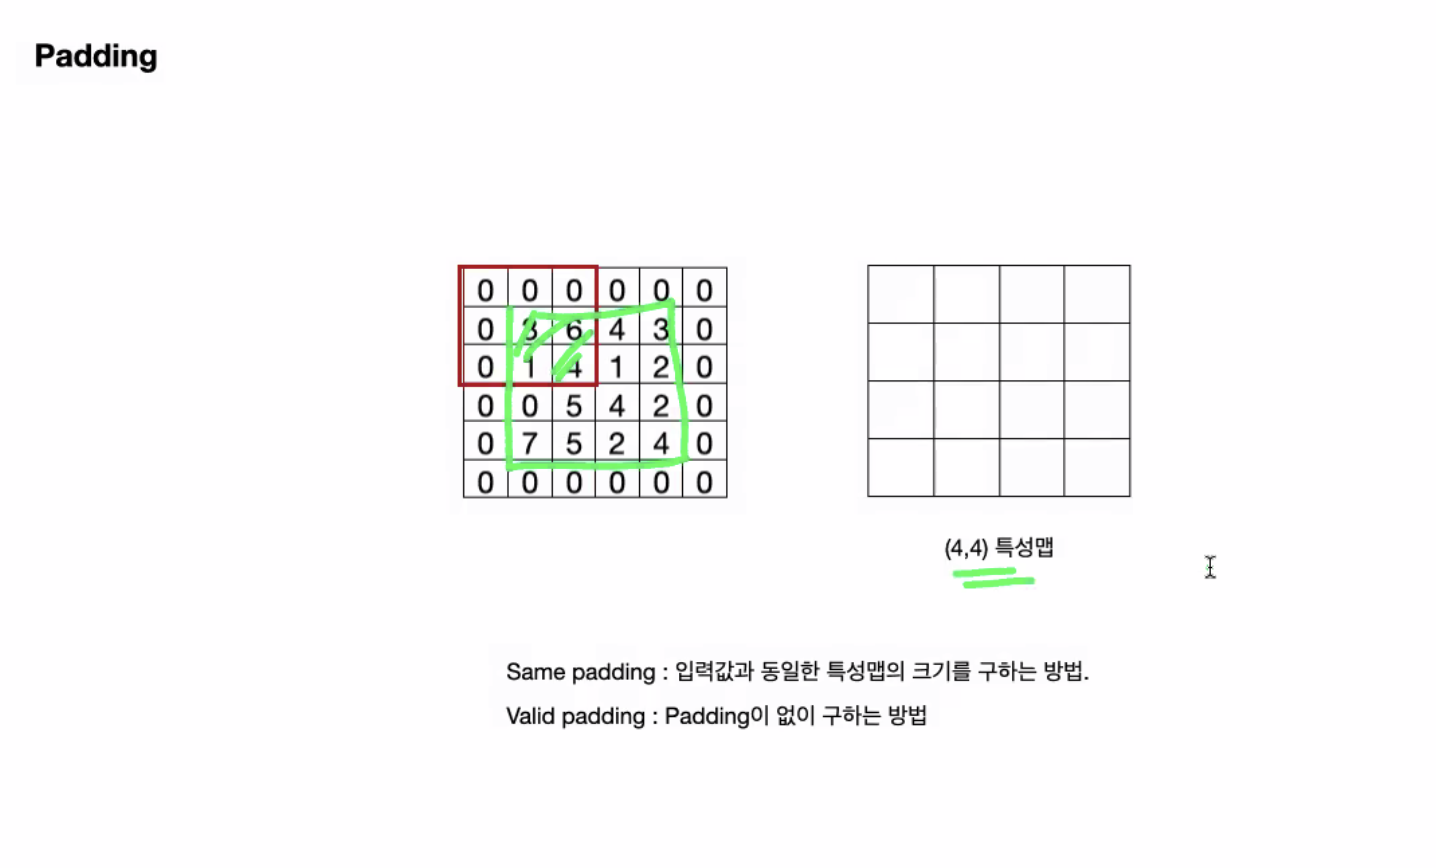 Padding
0 0 0 0 0 0
0 3 6 4 3 0
0 1 4 1 2 0
0 0 5 4 2 0
0 7 5 2 4 0
0 0 0 0 0 0
(4,4) 특성맵
Same padding : 입력값과 동일한 특성맵의 크기를 구하는 방법.
Valid padding : Padding이 없이 구하는 방법